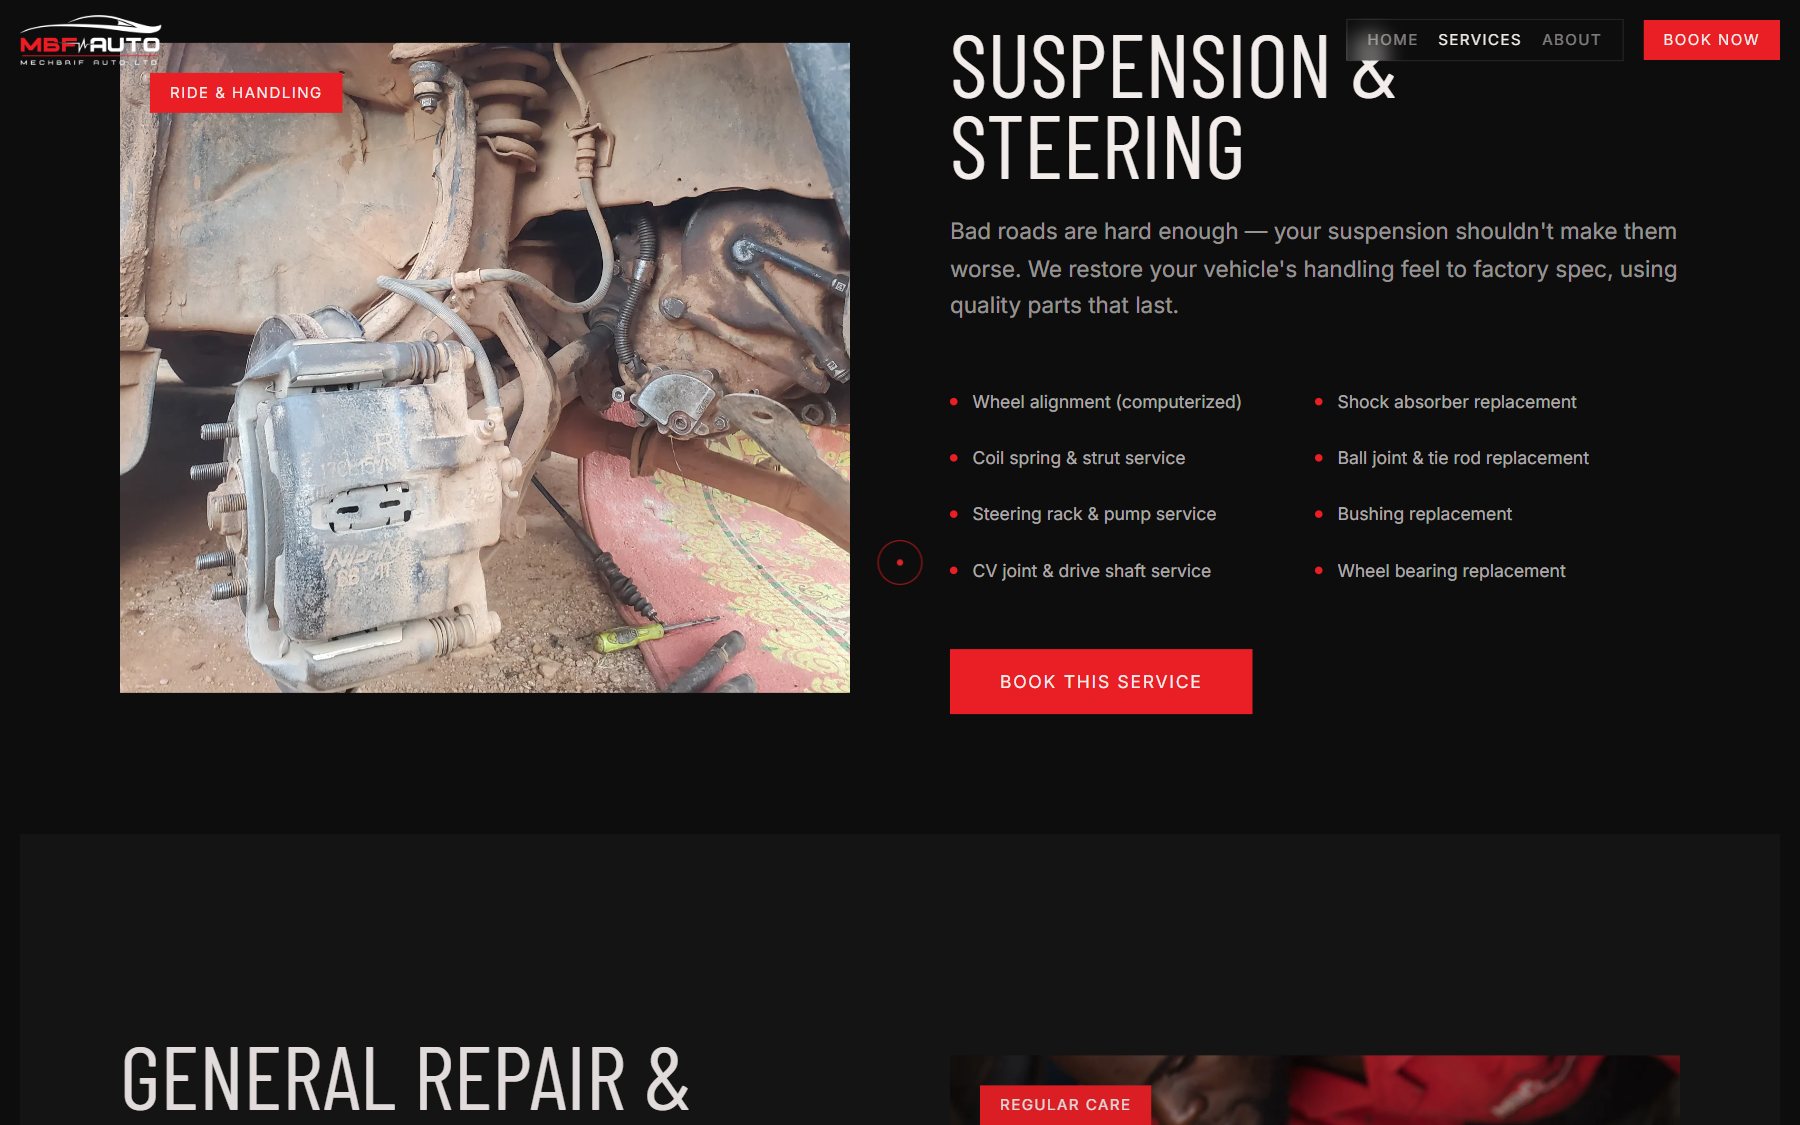 MBF AUTO
MECHBRIF AUTO LTD
HOME
SERVICES
ABOUT
BOOK NOW
RIDE & HANDLING
SUSPENSION &
STEERING
Bad roads are hard enough — your suspension shouldn't make them
worse. We restore your vehicle's handling feel to factory spec, using
quality parts that last.
Wheel alignment (computerized)
Shock absorber replacement
Coil spring & strut service
Ball joint & tie rod replacement
Steering rack & pump service
Bushing replacement
CV joint & drive shaft service
Wheel bearing replacement
BOOK THIS SERVICE
GENERAL REPAIR &
REGULAR CARE